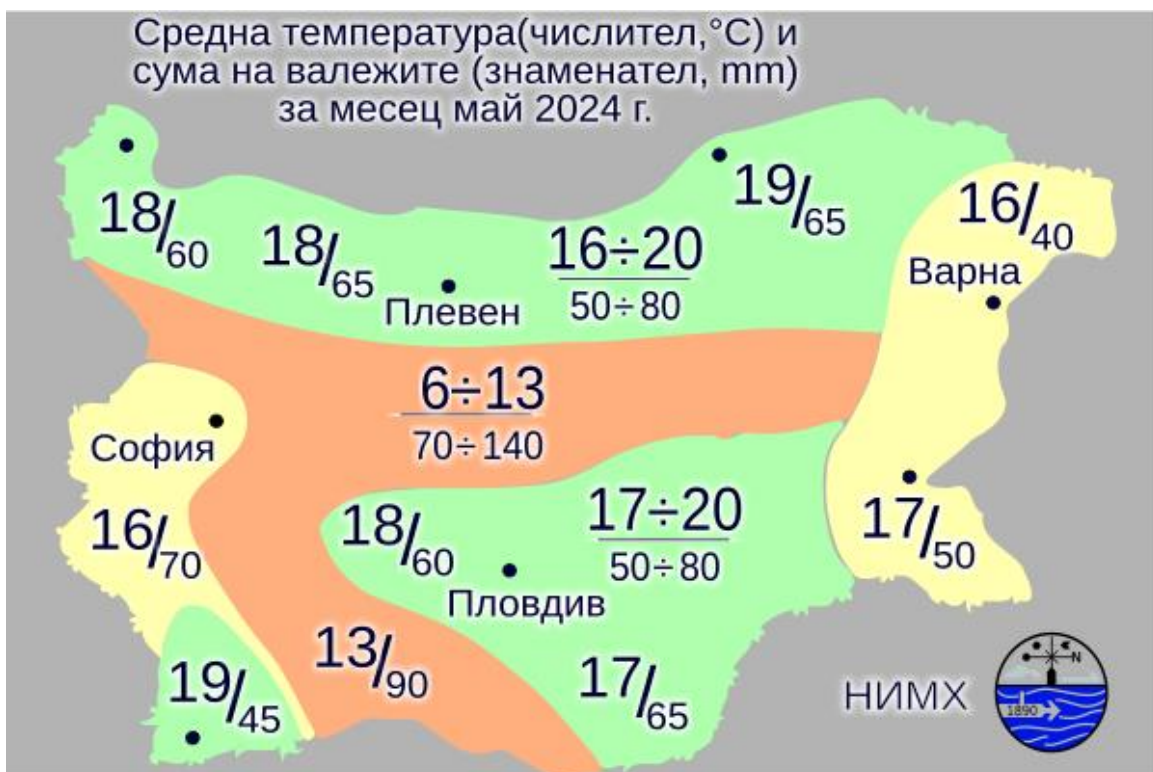 Средна температура(числител,°C) и
сума на валежите (знаменател, mm)
за месец май 2024 г.
18/60
18/65
Плевен
16÷20
50÷80
19/65
16/40
Варна
6÷13
70÷140
София
16/70
18/60
17÷20
50÷80
Пловдив
17/50
13/90
19/45
17/65
НИМХ
N
1890